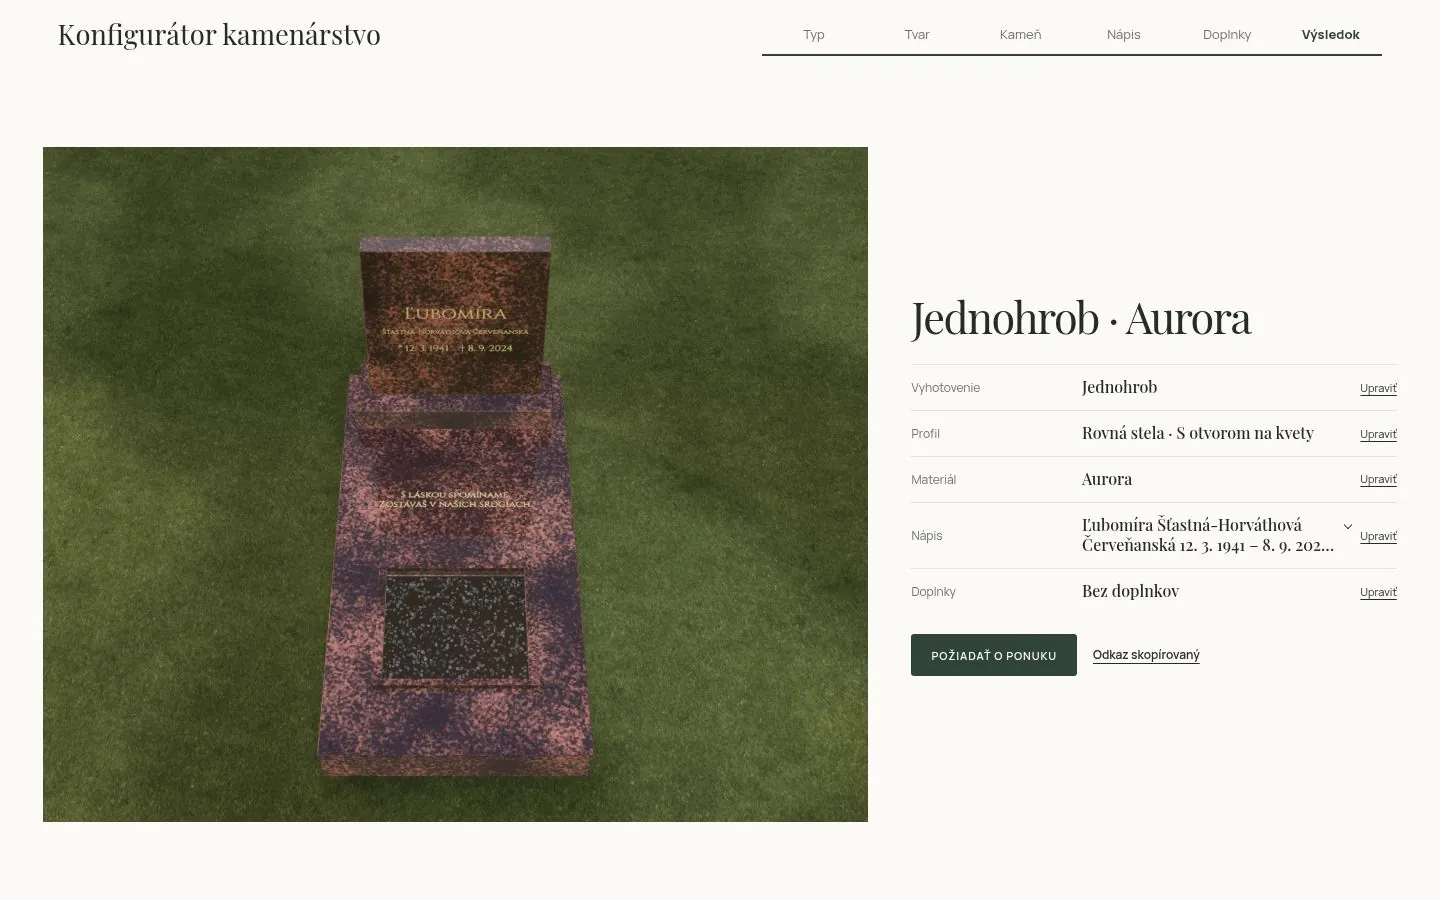 Konfigurátor kamenárstvo
Typ
Tvar
Kameň
Nápis
Doplnky
Výsledok
ĽUBOMÍRA
ŠŤASTNÁ-HORVÁTHOVÁ ČERVEŇANSKÁ
* 12. 3. 1941 † 8. 9. 2024
S LÁSKOU SPOMÍNAME.
ZOSTÁVAŠ V NAŠICH SRDCIACH.
Jednohrob · Aurora
Vyhotovenie
Jednohrob
Upraviť
Profil
Rovná stela · S otvorom na kvety
Upraviť
Materiál
Aurora
Upraviť
Nápis
Ľubomíra Šťastná-Horváthová
Červeňanská 12. 3. 1941 – 8. 9. 202…
Upraviť
Doplnky
Bez doplnkov
Upraviť
POŽIADAŤ O PONUKU
Odkaz skopírovaný